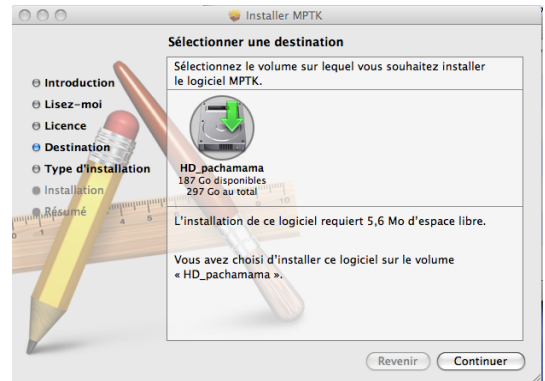 Installer MPTK
Sélectionner une destination
Introduction
Lisez-moi
Licence
Destination
Type d'installation
Installation
Résumé
Sélectionnez le volume sur lequel vous souhaitez installer
le logiciel MPTK.
HD_pachamama
187 Go disponibles
297 Go au total
L'installation de ce logiciel requiert 5,6 Mo d'espace libre.
Vous avez choisi d'installer ce logiciel sur le volume
« HD_pachamama ».
Revenir
Continuer